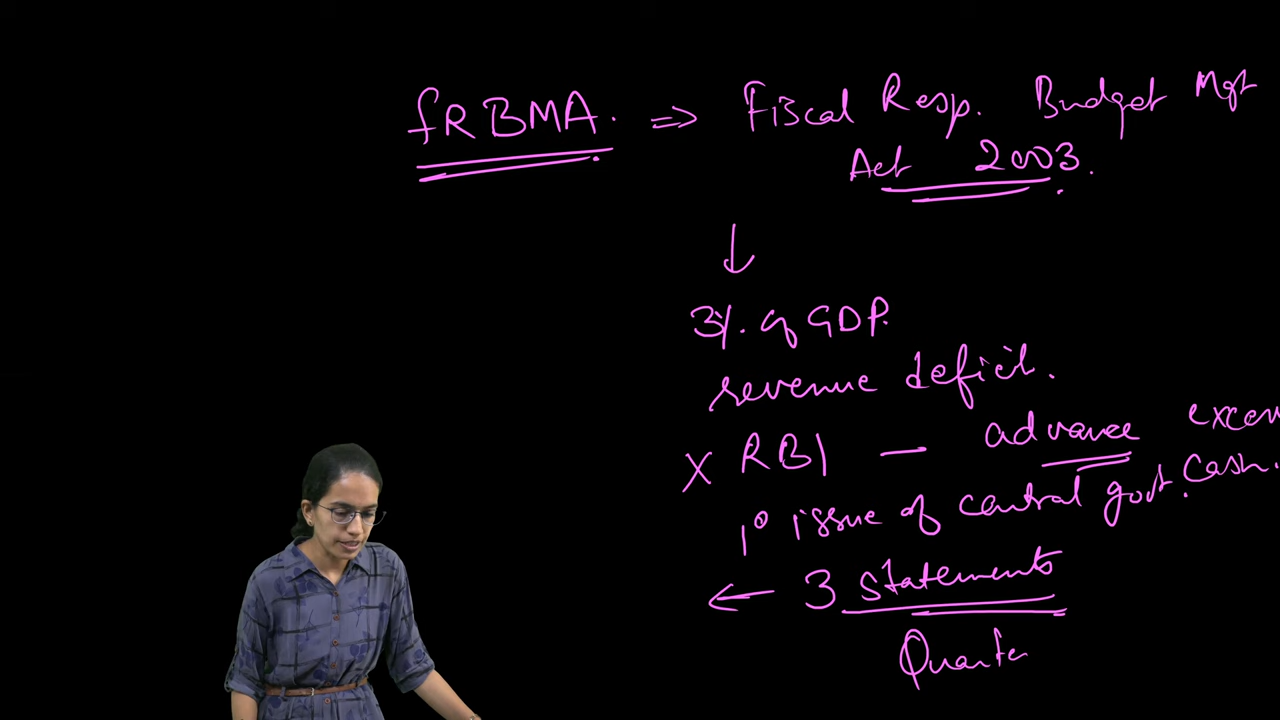 fRBMA. => Fiscal Resp. Budget Mgt
Act 2003.
↓
3% of GDP.
revenue deficit.
X RBI — advance excen
cash.
1° issue of central govt.
← 3 statements
Quarte